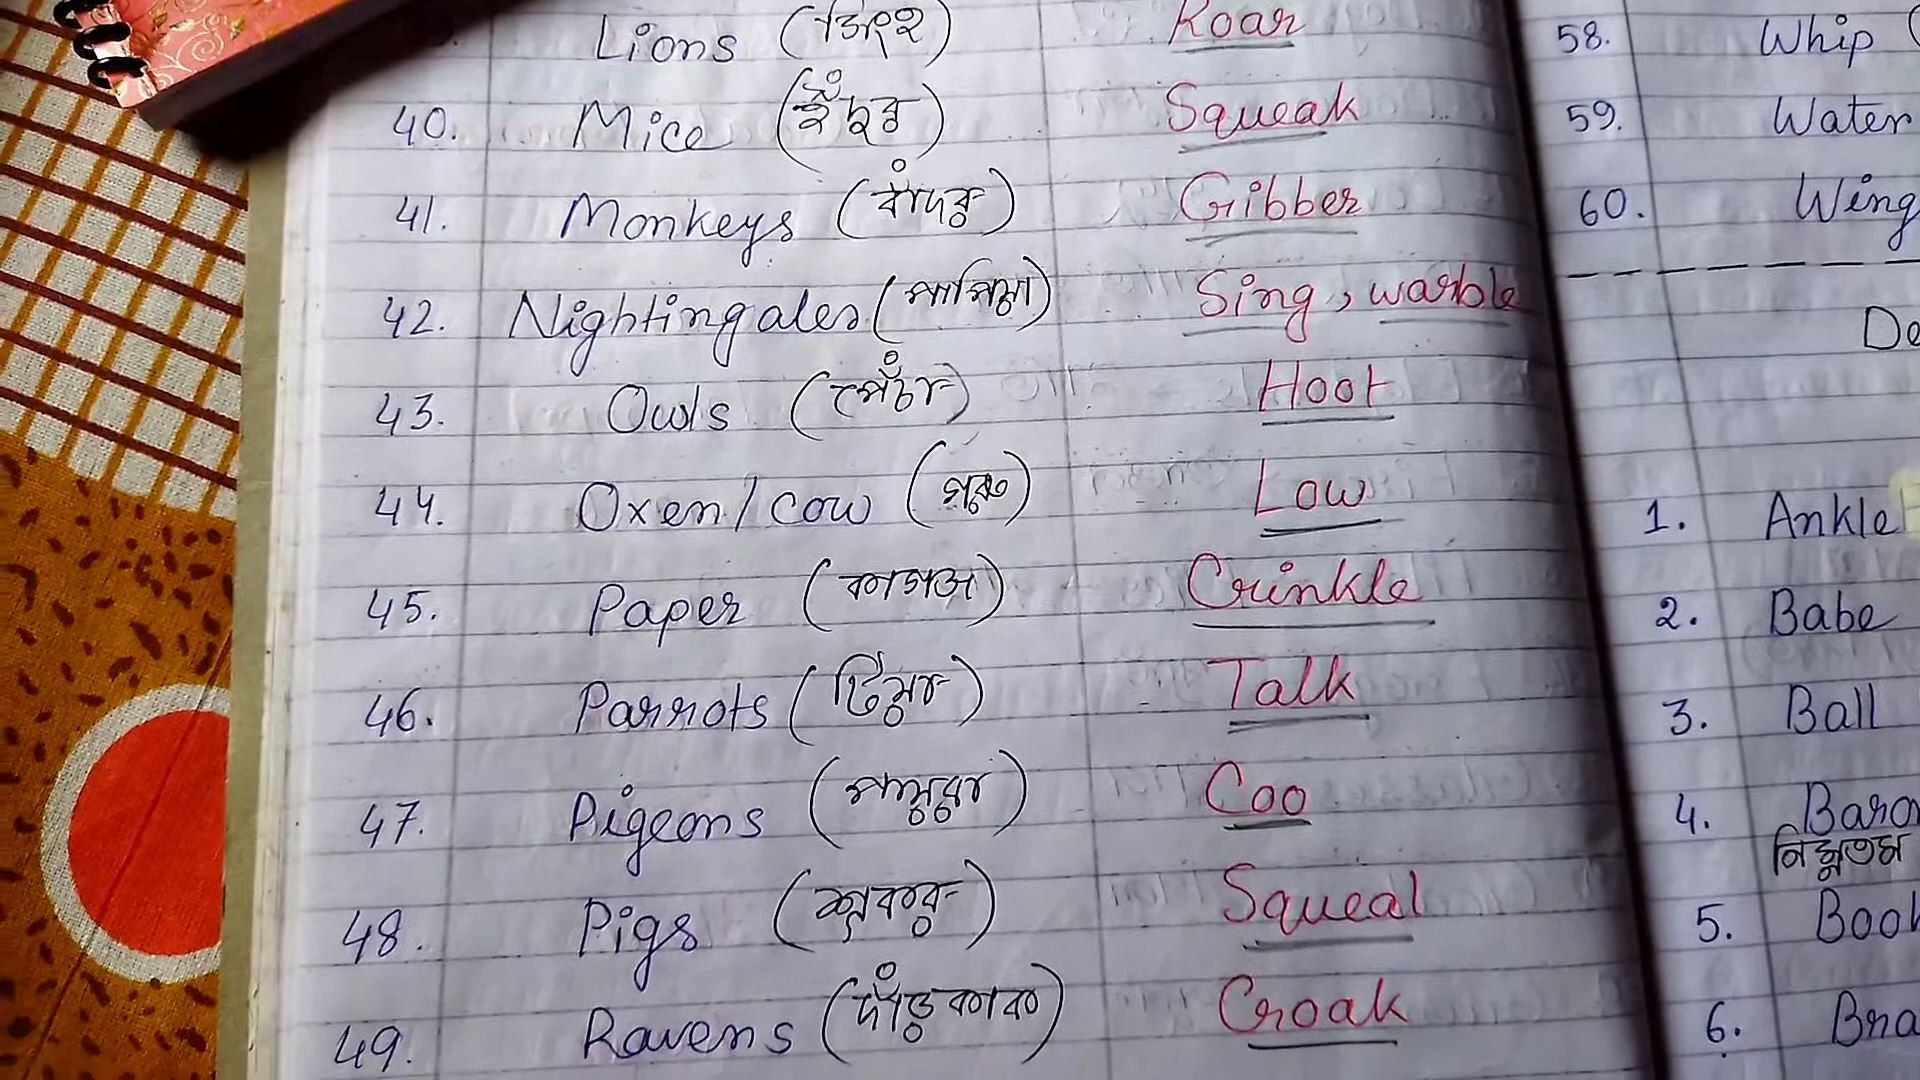 Lions (সিংহ) Roar
40. Mice (ইঁদুর) Squeak
41. Monkeys (বাঁদর) Gibber
42. Nightingales (পাপিয়া) Sing, warble
43. Owls (পেঁচা) Hoot
44. Oxen/cow (গরু) Low
45. Paper (কাগজ) Crinkle
46. Parrots (টিয়া) Talk
47. Pigeons (পায়রা) Coo
48. Pigs (শূকর) Squeal
49. Ravens (দাঁড়কাক) Croak
58. Whip (
59. Water
60. Wing
De
1. Ankle
2. Babe
3. Ball
4. Baro
নিম্নতম
5. Boo
6. Bra